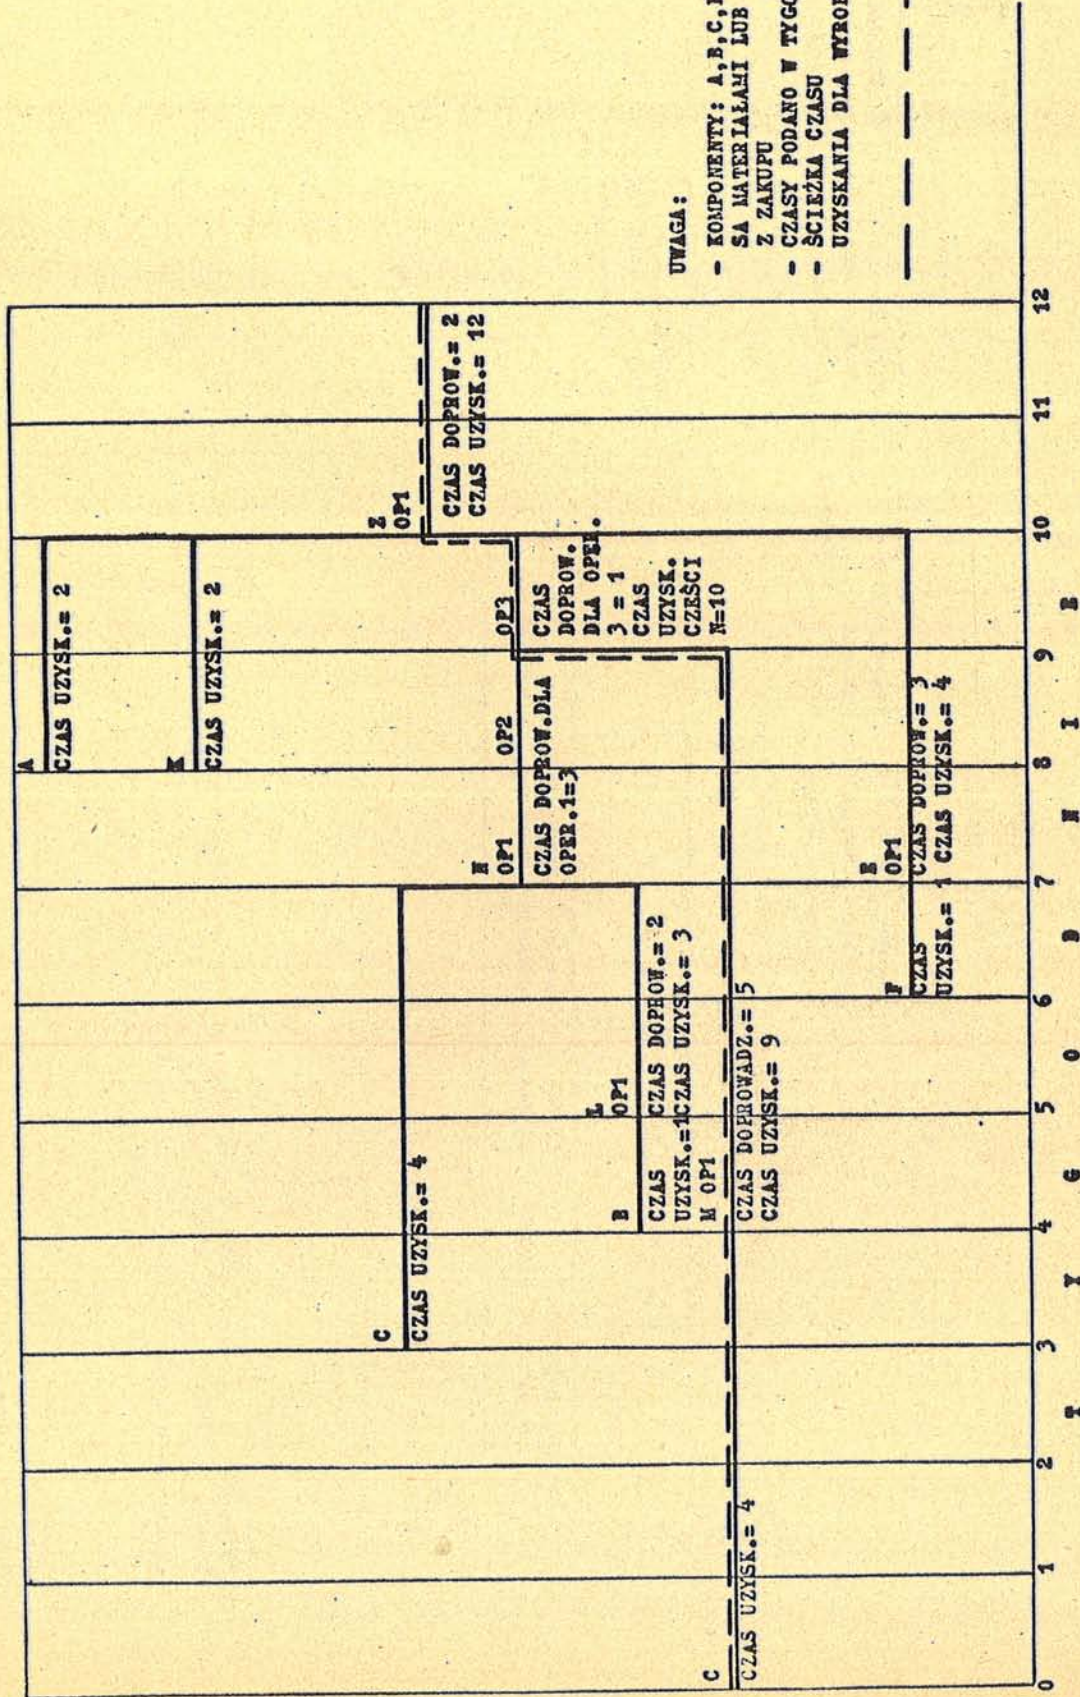 A
CZAS UZYSK.= 2
K
CZAS UZYSK.= 2
Z
OP1
CZAS DOPROW.= 2
CZAS UZYSK.= 12
C
CZAS UZYSK.= 4
N
OP1
OP2
OP3
CZAS DOPROW.DLA
OPER.1=3
CZAS
DOPROW.
DLA OPER.
3 = 1
CZAS
UZYSK.
CZEŚCI
N=10
B
L
OP1
CZAS
UZYSK.=1
CZAS DOPROW.= 2
CZAS UZYSK.= 3
C
CZAS UZYSK.= 4
M OP1
CZAS DOPROWADZ.= 5
CZAS UZYSK.= 9
F
CZAS
UZYSK.= 1
E
OP1
CZAS DOPROW.= 3
CZAS UZYSK.= 4
0 1 2 3 4 5 6 7 8 9 10 11 12
T Y G O D N I E
UWAGA:
- KOMPONENTY: A,B,C,
SA MATERIAŁAMI LUB
Z ZAKUPU
- CZASY PODANO W TYGO
- ŚCIEŻKA CZASU
UZYSKANIA DLA WYROB